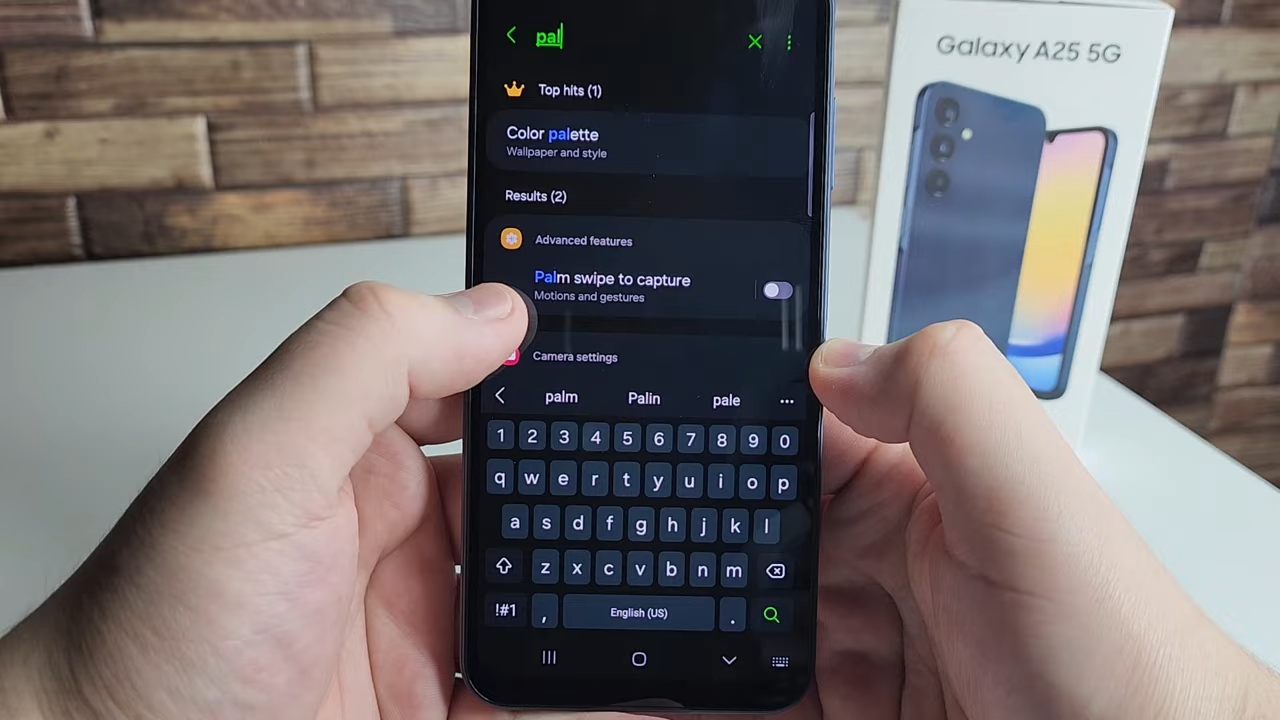 pal
Galaxy A25 5G
Top hits (1)
Color palette
Wallpaper and style
Results (2)
Advanced features
Palm swipe to capture
Motions and gestures
Camera settings
palm Palin pale ...
1 2 3 4 5 6 7 8 9 0
q w e r t y u i o p
a s d f g h j k l
z x c v b n m
!#1 , English (US) .